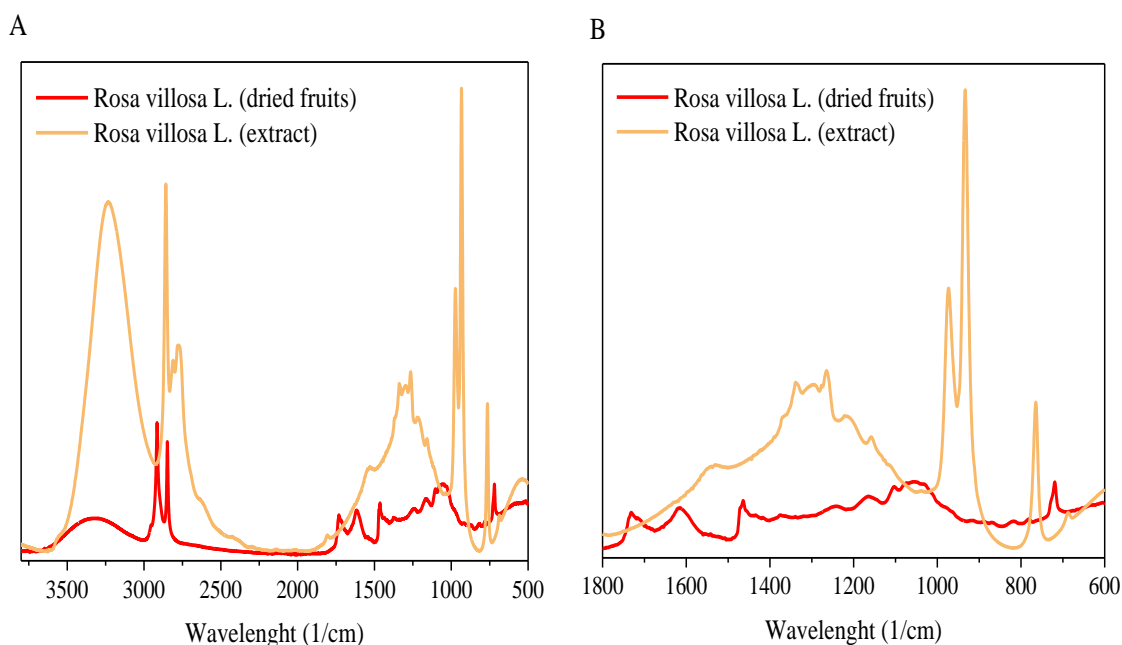 A
Rosa villosa L. (dried fruits)
Rosa villosa L. (extract)
3500 3000 2500 2000 1500 1000 500
Wavelenght (1/cm)
B
Rosa villosa L. (dried fruits)
Rosa villosa L. (extract)
1800 1600 1400 1200 1000 800 600
Wavelenght (1/cm)